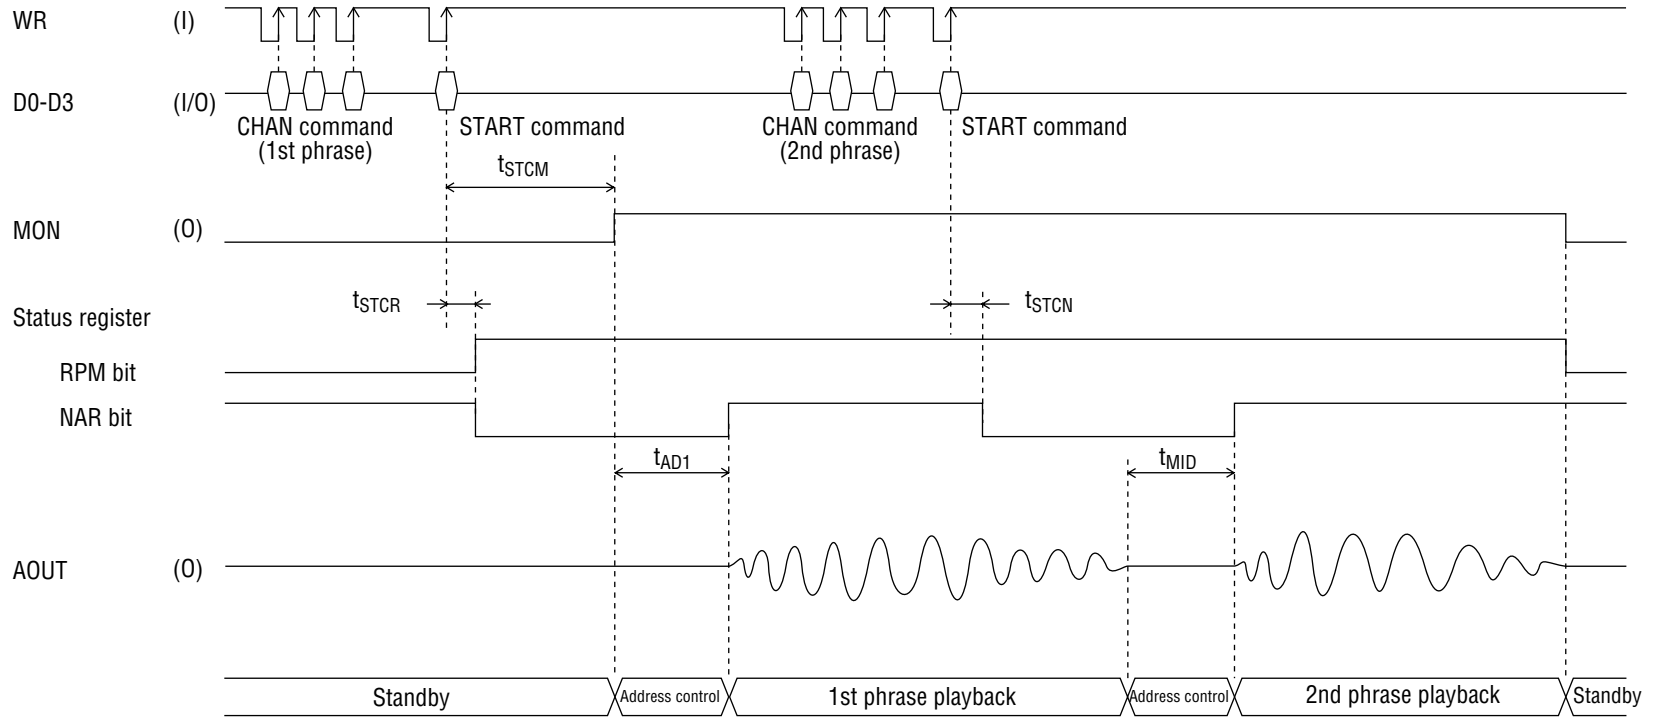 WR (I)
D0-D3 (I/O)
CHAN command
(1st phrase)
START command
CHAN command
(2nd phrase)
START command
tSTCM
MON (O)
tSTCR
tSTCN
Status register
RPM bit
NAR bit
tAD1
tMID
AOUT (O)
Standby
Address control
1st phrase playback
Address control
2nd phrase playback
Standby